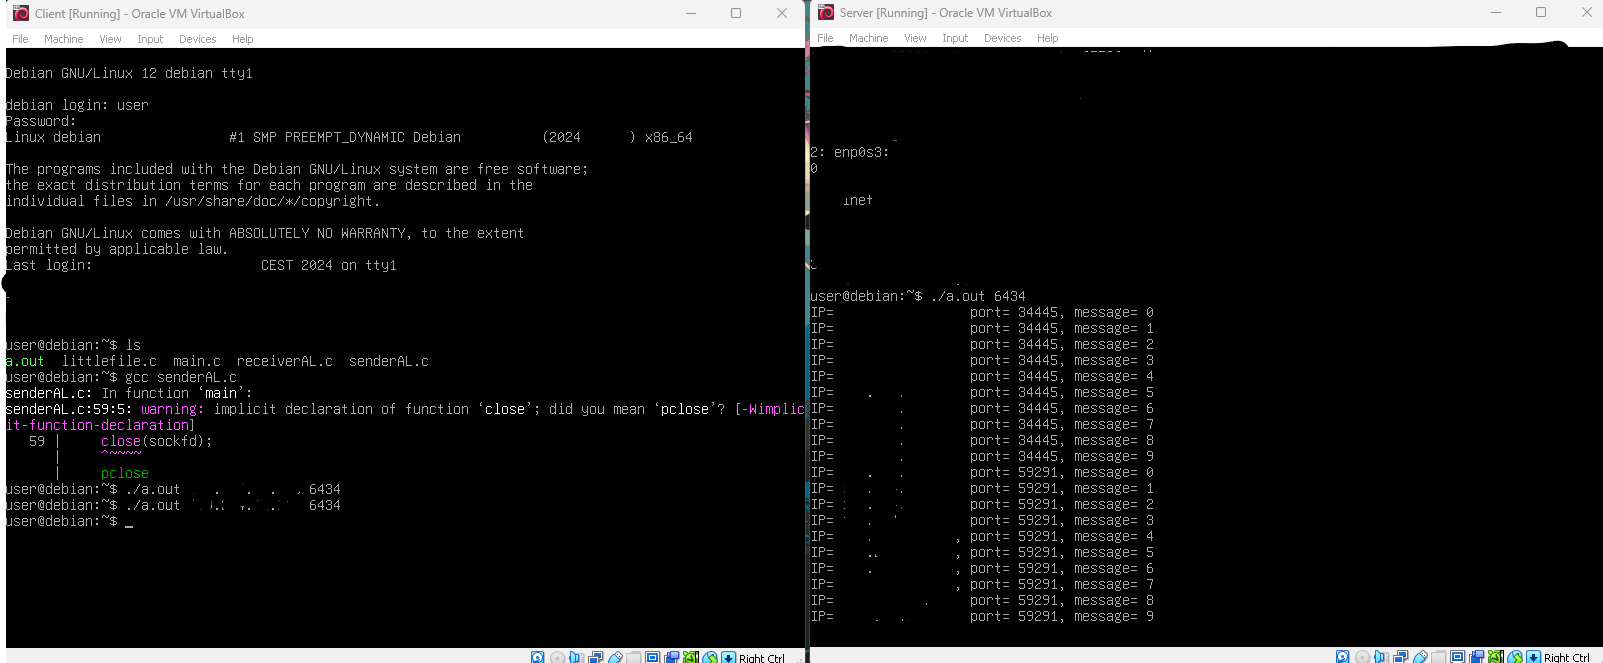 Client [Running] - Oracle VM VirtualBox
File Machine View Input Devices Help
Debian GNU/Linux 12 debian tty1
debian login: user
Password:
Linux debian #1 SMP PREEMPT_DYNAMIC Debian (2024 ) x86_64
The programs included with the Debian GNU/Linux system are free software;
the exact distribution terms for each program are described in the
individual files in /usr/share/doc/*/copyright.
Debian GNU/Linux comes with ABSOLUTELY NO WARRANTY, to the extent
permitted by applicable law.
Last login: CEST 2024 on tty1
user@debian:~$ ls
a.out littlefile.c main.c receiverAL.c senderAL.c
user@debian:~$ gcc senderAL.c
senderAL.c: In function ‘main’:
senderAL.c:59:5: warning: implicit declaration of function ‘close’; did you mean ‘pclose’? [-Wimplic
it-function-declaration]
59 | close(sockfd);
| ^~~~~
| pclose
user@debian:~$ ./a.out 6434
user@debian:~$ ./a.out 6434
user@debian:~$ _
Right Ctrl
Server [Running] - Oracle VM VirtualBox
File Machine View Input Devices Help
2: enp0s3:
0
inet
user@debian:~$ ./a.out 6434
IP= port= 34445, message= 0
IP= port= 34445, message= 1
IP= port= 34445, message= 2
IP= port= 34445, message= 3
IP= port= 34445, message= 4
IP= port= 34445, message= 5
IP= port= 34445, message= 6
IP= port= 34445, message= 7
IP= port= 34445, message= 8
IP= port= 34445, message= 9
IP= port= 59291, message= 0
IP= port= 59291, message= 1
IP= port= 59291, message= 2
IP= port= 59291, message= 3
IP= , port= 59291, message= 4
IP= , port= 59291, message= 5
IP= , port= 59291, message= 6
IP= , port= 59291, message= 7
IP= port= 59291, message= 8
IP= port= 59291, message= 9
Right Ctrl